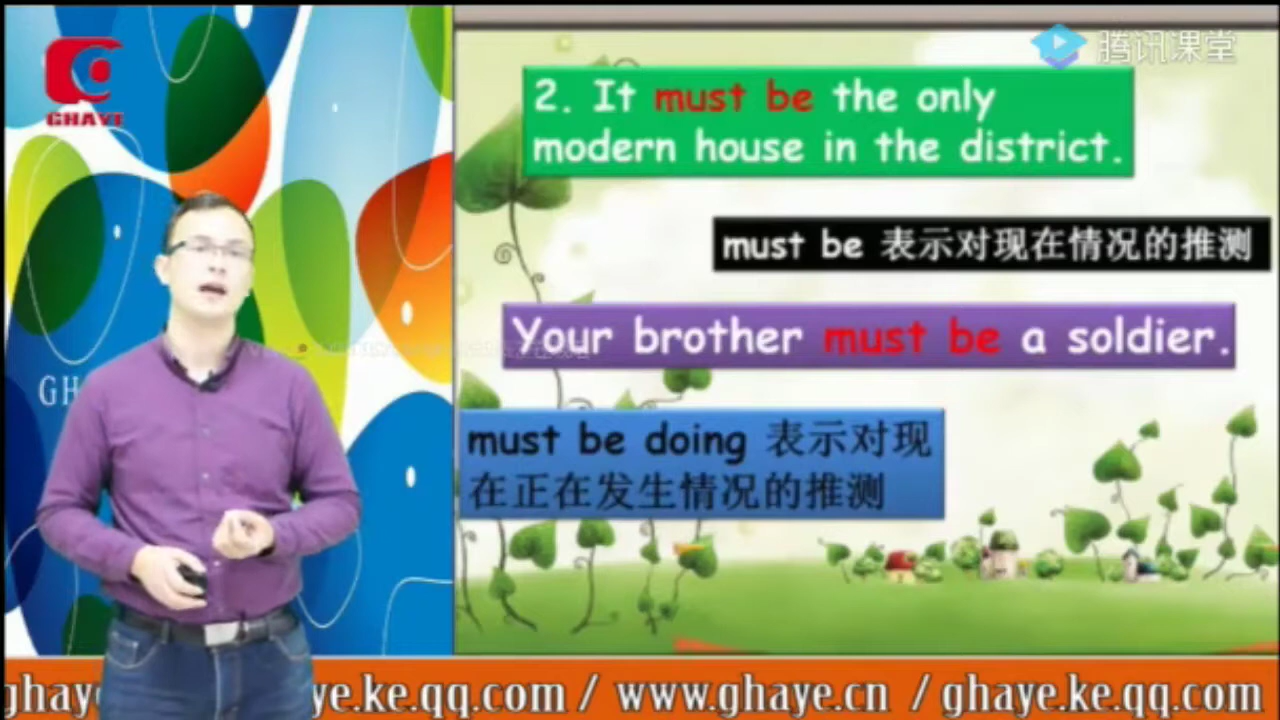 GHAYE
腾讯课堂
2. It must be the only
modern house in the district.
must be 表示对现在情况的推测
Your brother must be a soldier.
must be doing 表示对现
在正在发生情况的推测
GH
ghaye.ke.qq.com / www.ghaye.cn / ghaye.ke.qq.com